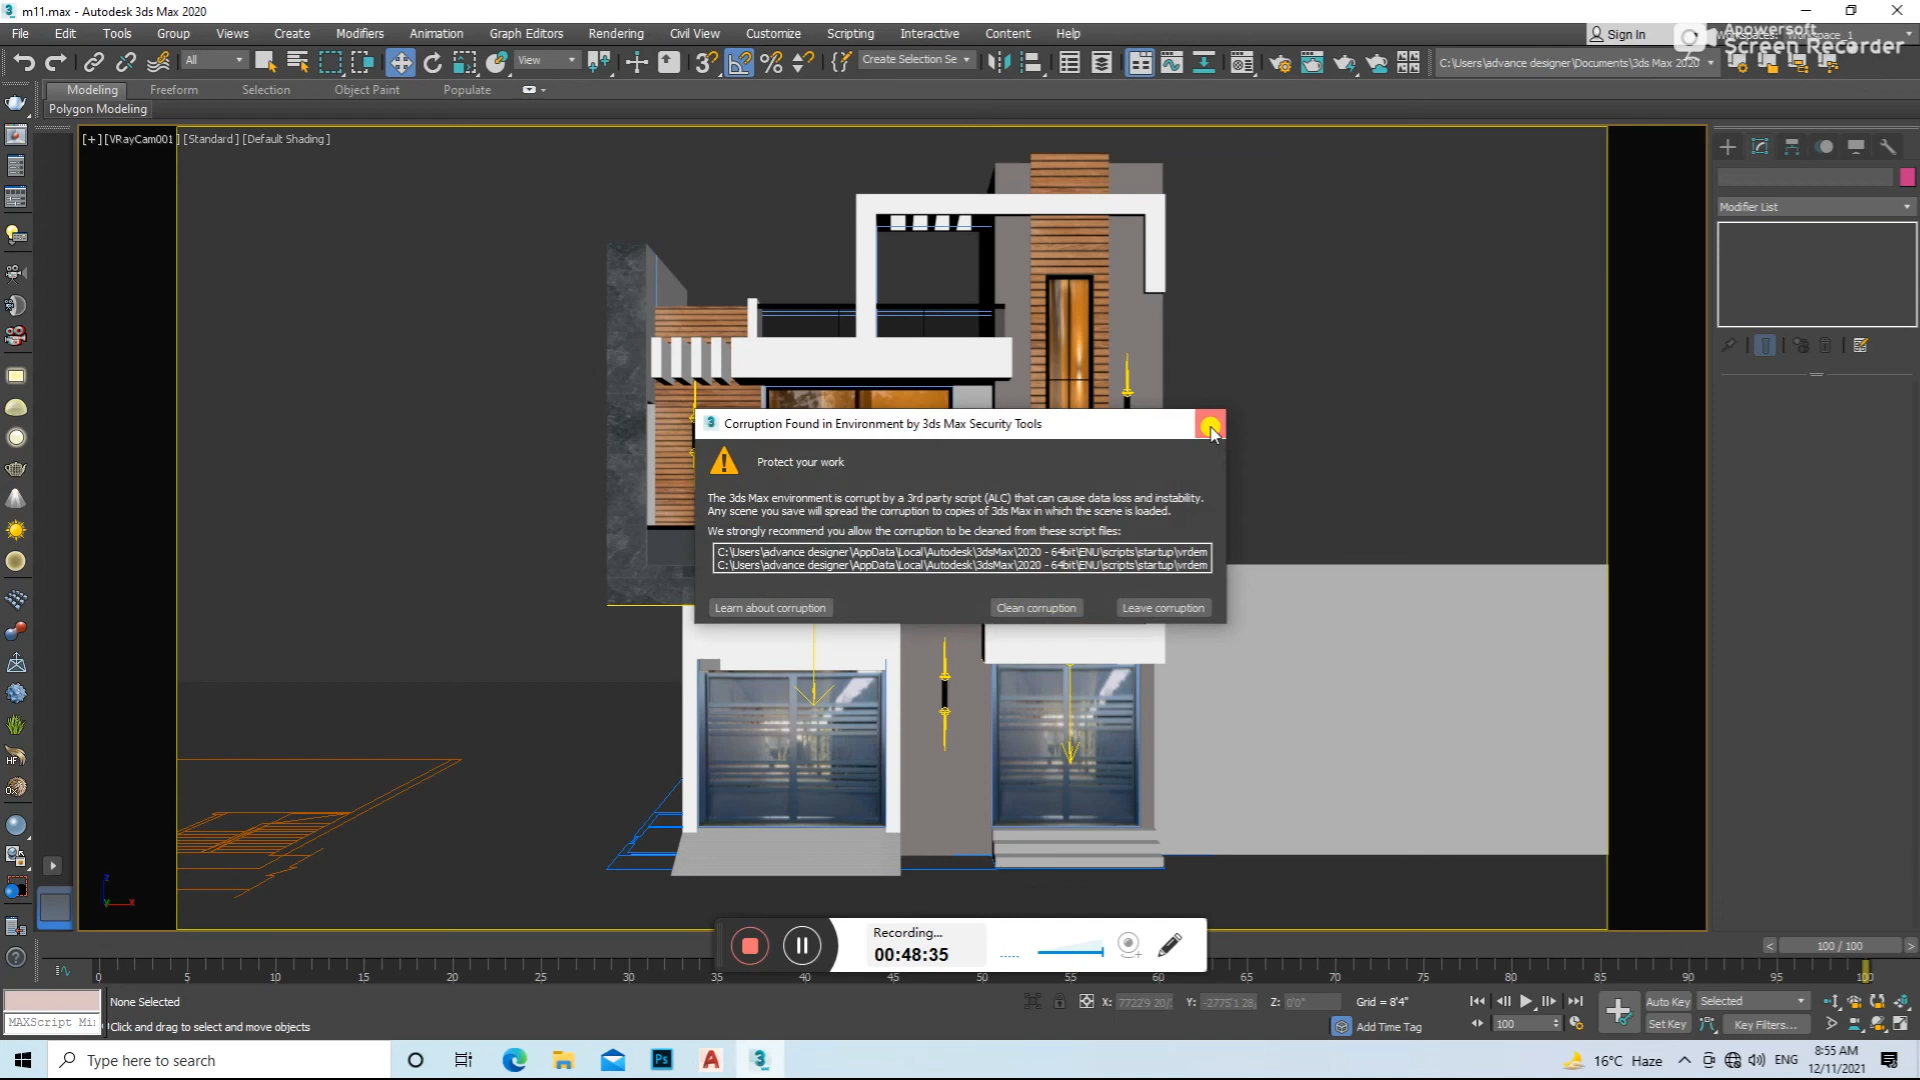 m11.max - Autodesk 3ds Max 2020
File Edit Tools Group Views Create Modifiers Animation Graph Editors Rendering Civil View Customize Scripting Interactive Content Help
Sign In
Workspaces:
Workspace_1
Apowersoft
Screen Recorder
All
View
Create Selection Se
C:\Users\advance designer\Documents\3ds Max 2020
Modeling Freeform Selection Object Paint Populate
Polygon Modeling
[+] [VRayCam001 ] [Standard ] [Default Shading ]
Modifier List
Corruption Found in Environment by 3ds Max Security Tools
Protect your work
The 3ds Max environment is corrupt by a 3rd party script (ALC) that can cause data loss and instability.
Any scene you save will spread the corruption to copies of 3ds Max in which the scene is loaded.
We strongly recommend you allow the corruption to be cleaned from these script files:
C:\Users\advance designer\AppData\Local\Autodesk\3dsMax\2020 - 64bit\ENU\scripts\startup\vrdem
C:\Users\advance designer\AppData\Local\Autodesk\3dsMax\2020 - 64bit\ENU\scripts\startup\vrdem
Learn about corruption Clean corruption Leave corruption
z
y x
Recording...
00:48:35
< 100 / 100 >
0 5 10 15 20 25 30 35 40 45 50 55 60 65 70 75 80 85 90 95 100
None Selected
X: Y: Z: 0'0" Grid = 8'4"
Auto Key Selected
MAXScript Mi
Click and drag to select and move objects
Add Time Tag
100
Set Key Key Filters...
Type here to search
Ps
A
3
16°C Haze
ENG
8:55 AM
12/11/2021